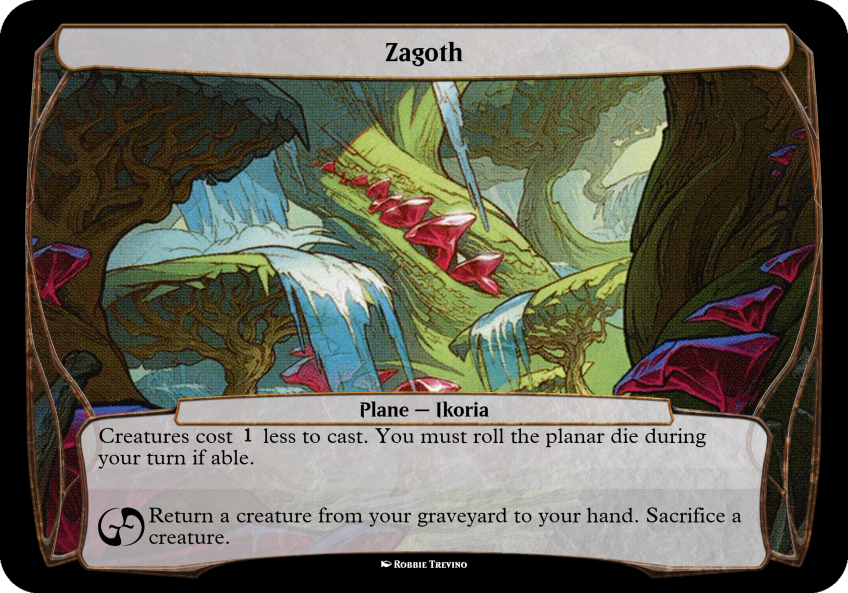 Zagoth
Plane — Ikoria
Creatures cost 1 less to cast. You must roll the planar die during
your turn if able.
Return a creature from your graveyard to your hand. Sacrifice a
creature.
Robbie Trevino